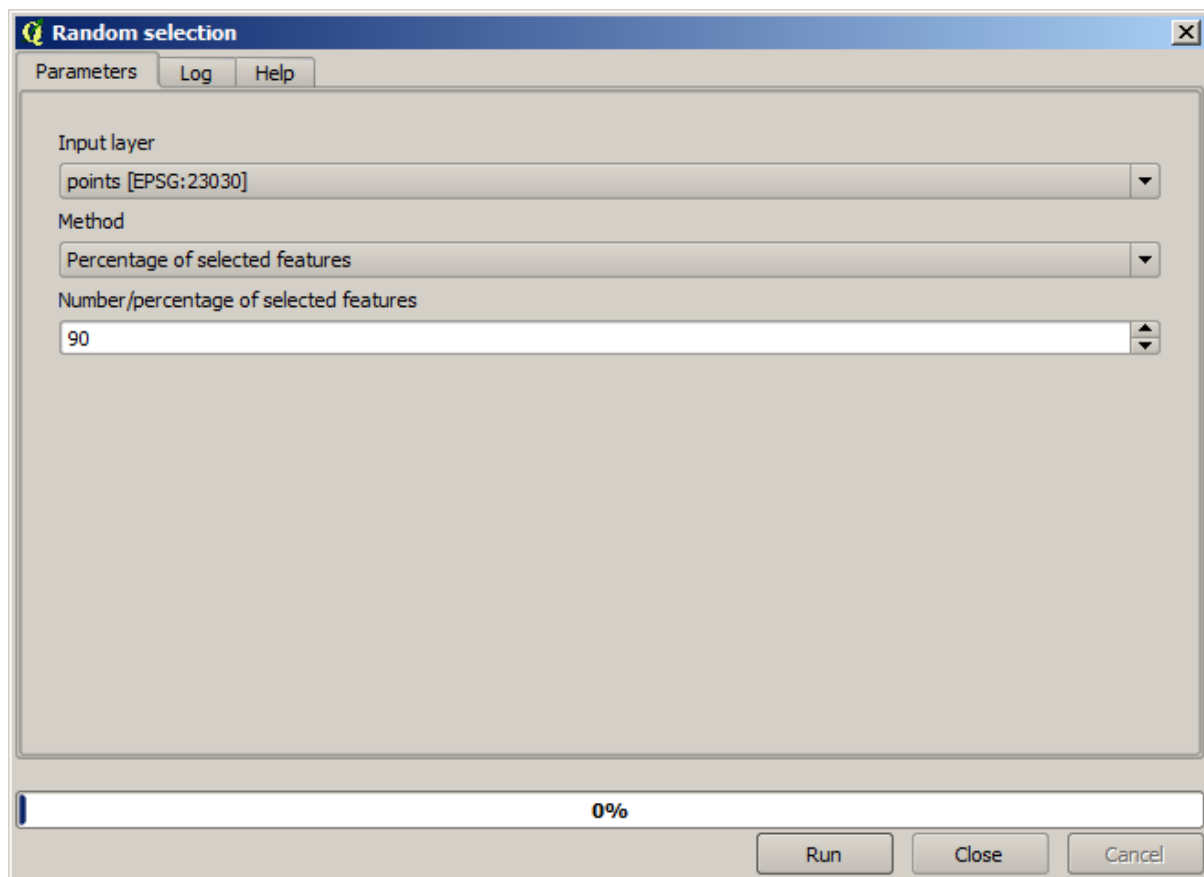 Random selection
Parameters Log Help
Input layer
points [EPSG:23030]
Method
Percentage of selected features
Number/percentage of selected features
90
0%
Run Close Cancel